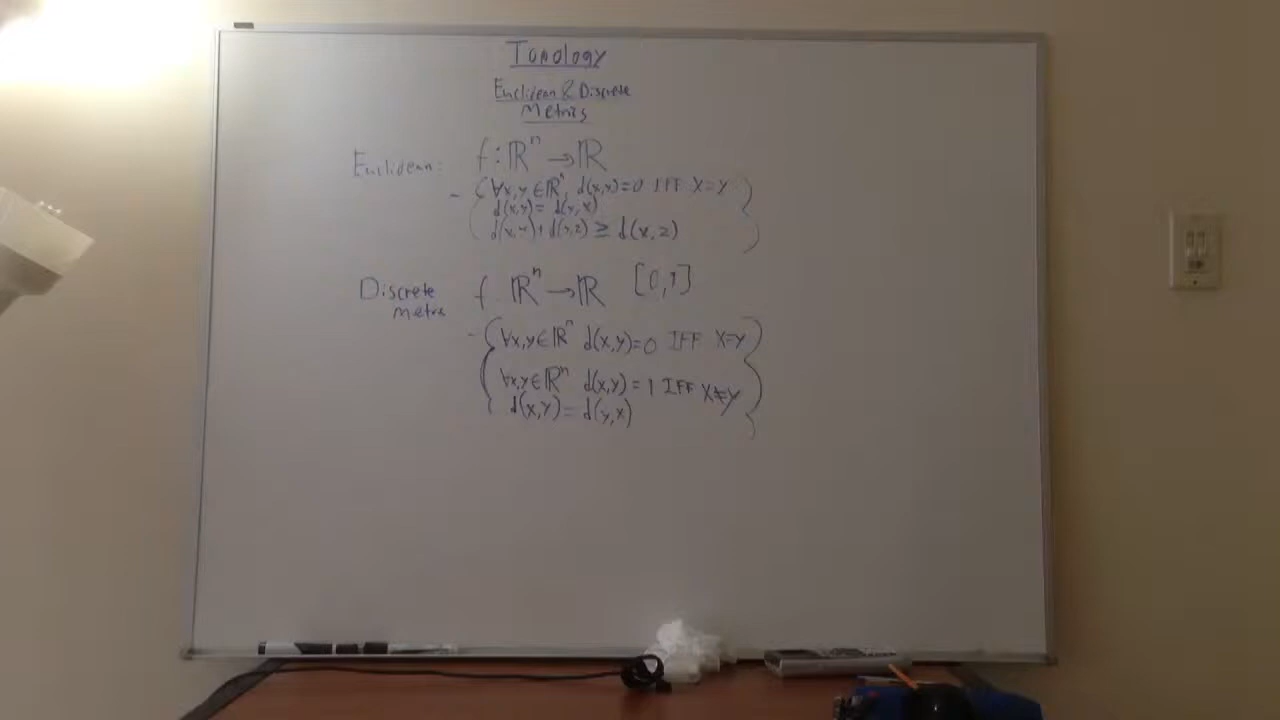 Topology
Euclidean & Discrete
Metrics
Euclidean: f: ℝⁿ → ℝ
- { ∀x,y ∈ ℝⁿ, d(x,y)=0 IFF x=y
d(x,y) = d(y,x)
d(x,y)+d(y,z) ≥ d(x,z) }
Discrete f: ℝⁿ → ℝ [0,1]
Metric
- { ∀x,y ∈ ℝⁿ d(x,y)=0 IFF x=y
∀x,y ∈ ℝⁿ d(x,y) = 1 IFF x≠y
d(x,y) = d(y,x) }